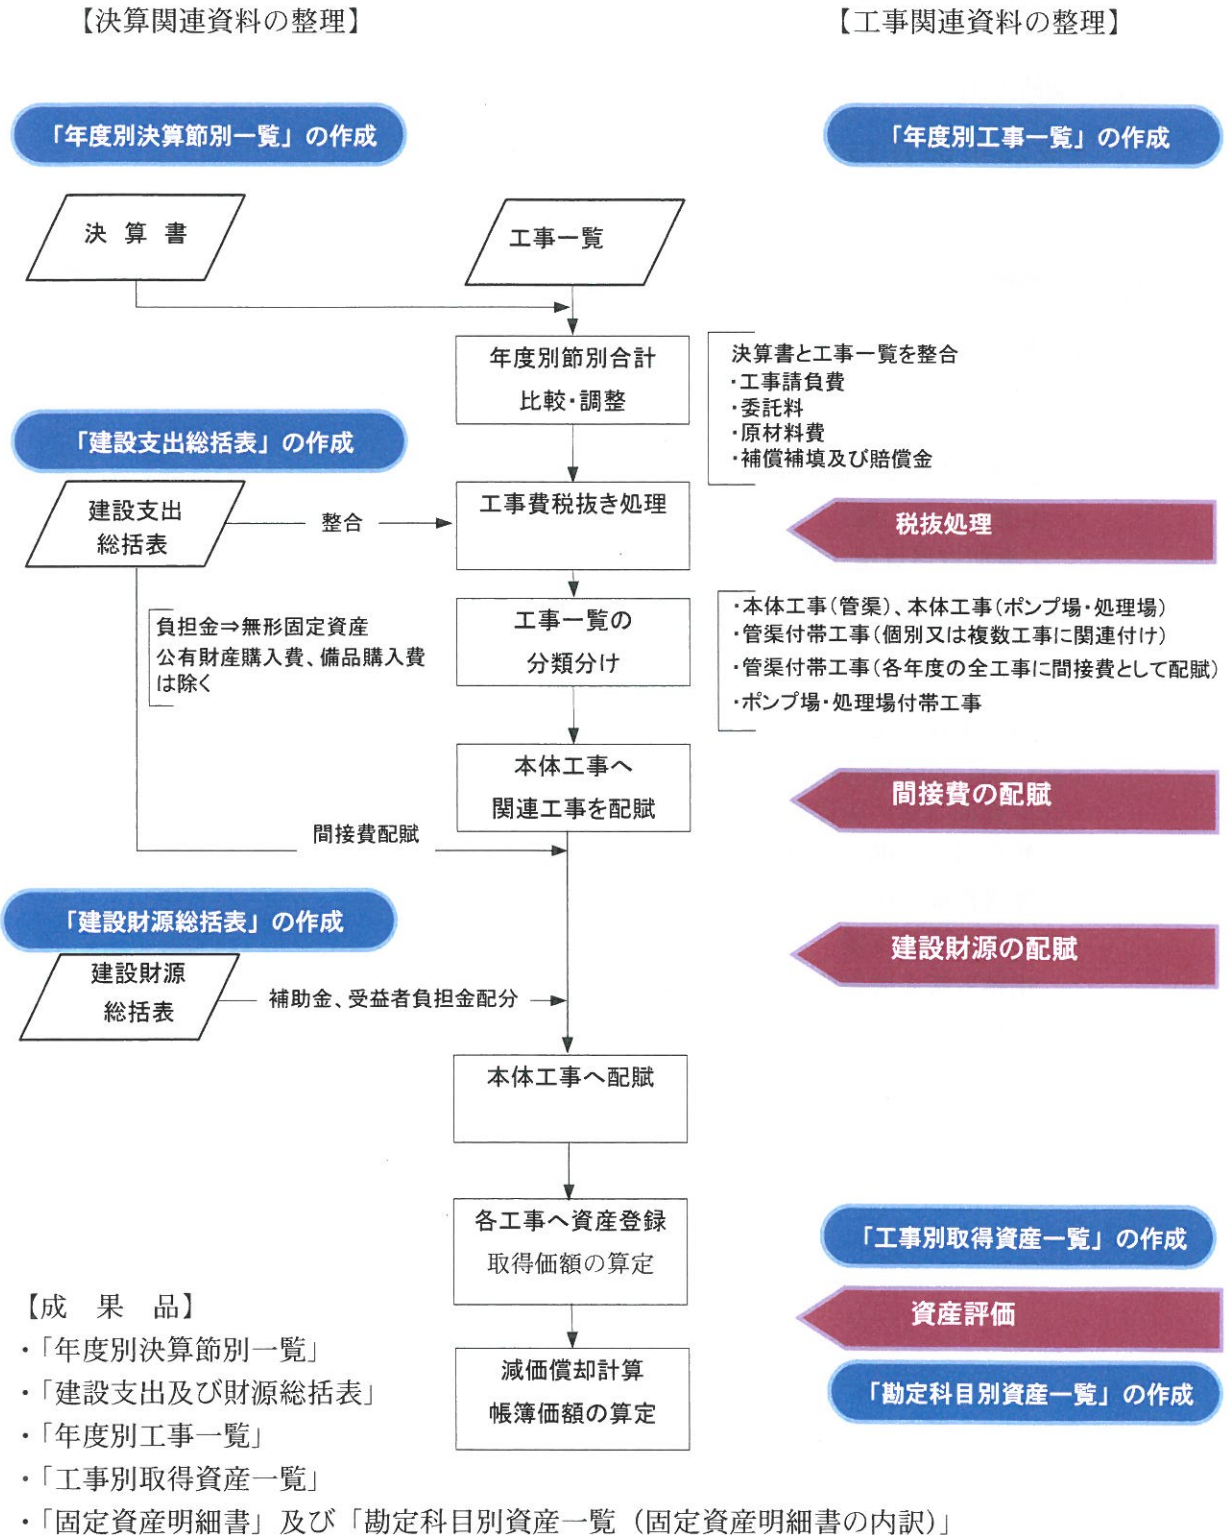 【決算関連資料の整理】
【工事関連資料の整理】
「年度別決算節別一覧」の作成
「年度別工事一覧」の作成
決 算 書
工事一覧
年度別節別合計
比較・調整
決算書と工事一覧を整合
・工事請負費
・委託料
・原材料費
・補償補填及び賠償金
「建設支出総括表」の作成
建設支出
総括表
整合
工事費税抜き処理
税抜処理
負担金⇒無形固定資産
公有財産購入費、備品購入費
は除く
工事一覧の
分類分け
・本体工事(管渠)、本体工事(ポンプ場・処理場)
・管渠付帯工事(個別又は複数工事に関連付け)
・管渠付帯工事(各年度の全工事に間接費として配賦)
・ポンプ場・処理場付帯工事
本体工事へ
関連工事を配賦
間接費の配賦
間接費配賦
「建設財源総括表」の作成
建設財源の配賦
建設財源
総括表
補助金、受益者負担金配分
本体工事へ配賦
各工事へ資産登録
取得価額の算定
「工事別取得資産一覧」の作成
資産評価
減価償却計算
帳簿価額の算定
「勘定科目別資産一覧」の作成
【成 果 品】
・「年度別決算節別一覧」
・「建設支出及び財源総括表」
・「年度別工事一覧」
・「工事別取得資産一覧」
・「固定資産明細書」及び「勘定科目別資産一覧(固定資産明細書の内訳)」